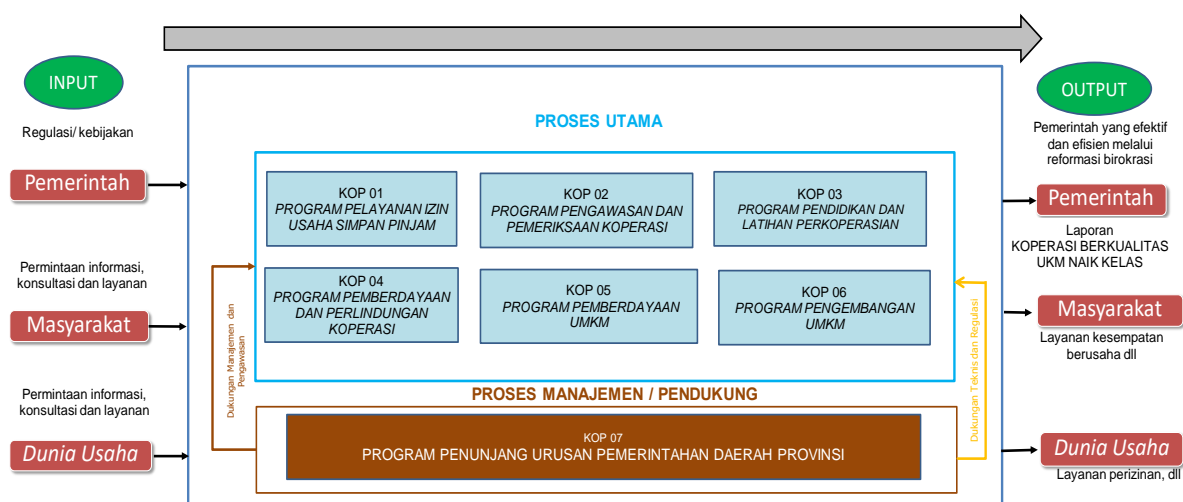 INPUT
Regulasi/ kebijakan
Pemerintah
Permintaan informasi,
konsultasi dan layanan
Masyarakat
Permintaan informasi,
konsultasi dan layanan
Dunia Usaha
PROSES UTAMA
KOP 01
PROGRAM PELAYANAN IZIN
USAHA SIMPAN PINJAM
KOP 02
PROGRAM PENGAWASAN DAN
PEMERIKSAAN KOPERASI
KOP 03
PROGRAM PENDIDIKAN DAN
LATIHAN PERKOPERASIAN
KOP 04
PROGRAM PEMBERDAYAAN
DAN PERLINDUNGAN
KOPERASI
KOP 05
PROGRAM PEMBERDAYAAN
UMKM
KOP 06
PROGRAM PENGEMBANGAN
UMKM
Dukungan Manajemen dan
Pengawasan
Dukungan Teknis dan Regulasi
PROSES MANAJEMEN / PENDUKUNG
KOP 07
PROGRAM PENUNJANG URUSAN PEMERINTAHAN DAERAH PROVINSI
OUTPUT
Pemerintah yang efektif
dan efisien melalui
reformasi birokrasi
Pemerintah
Laporan
KOPERASI BERKUALITAS
UKM NAIK KELAS
Masyarakat
Layanan kesempatan
berusaha dll
Dunia Usaha
Layanan perizinan, dll